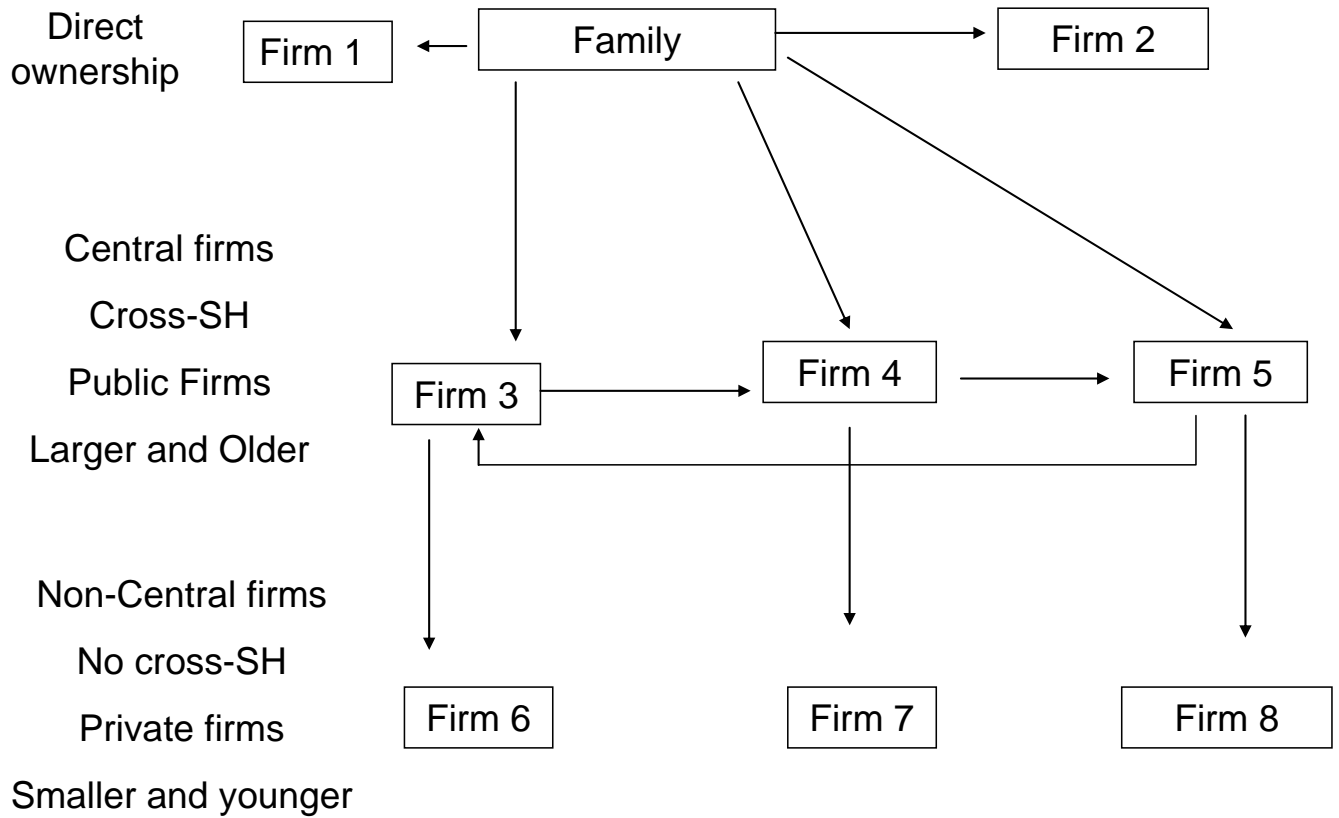 Direct
ownership
Firm 1
Family
Firm 2
Central firms
Cross-SH
Public Firms
Larger and Older
Firm 3
Firm 4
Firm 5
Non-Central firms
No cross-SH
Private firms
Smaller and younger
Firm 6
Firm 7
Firm 8